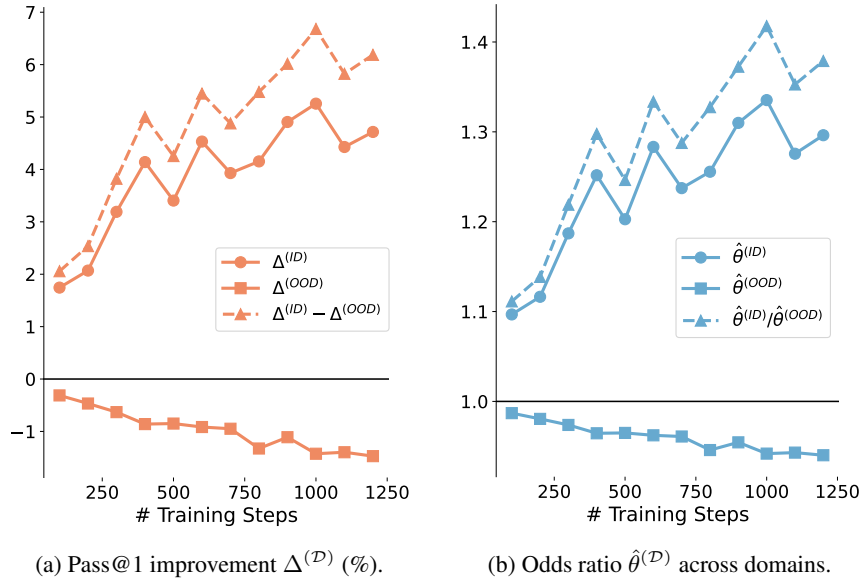 7
6
5
4
3
2
1
0
−1
Δ^(ID)
Δ^(OOD)
Δ^(ID) − Δ^(OOD)
250 500 750 1000 1250
# Training Steps
(a) Pass@1 improvement Δ^(𝒟) (%).
1.4
1.3
1.2
1.1
1.0
θ̂^(ID)
θ̂^(OOD)
θ̂^(ID)/θ̂^(OOD)
250 500 750 1000 1250
# Training Steps
(b) Odds ratio θ̂^(𝒟) across domains.